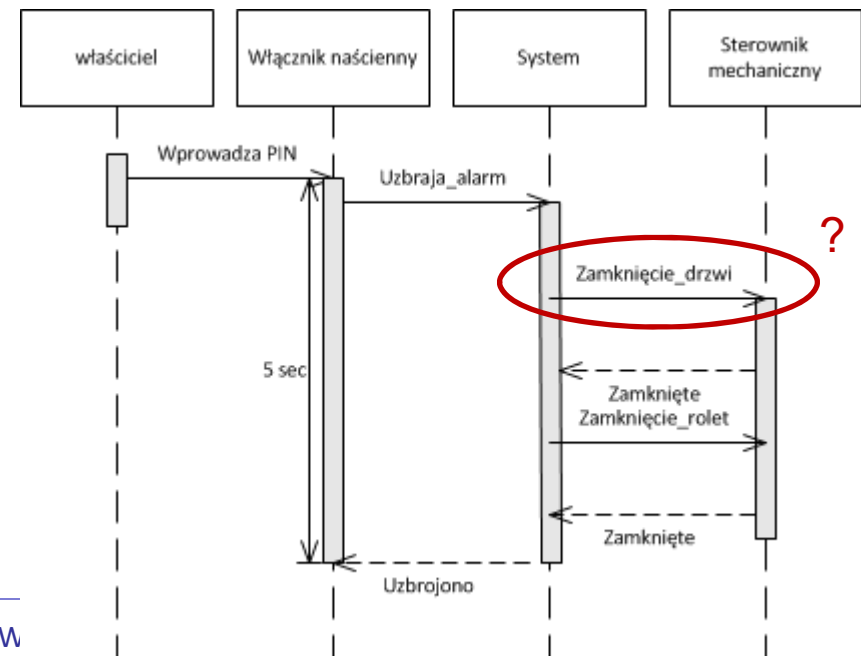 właściciel
Włącznik naścienny
System
Sterownik
mechaniczny
Wprowadza PIN
Uzbraja_alarm
?
Zamknięcie_drzwi
5 sec
Zamknięte
Zamknięcie_rolet
Zamknięte
Uzbrojono
W